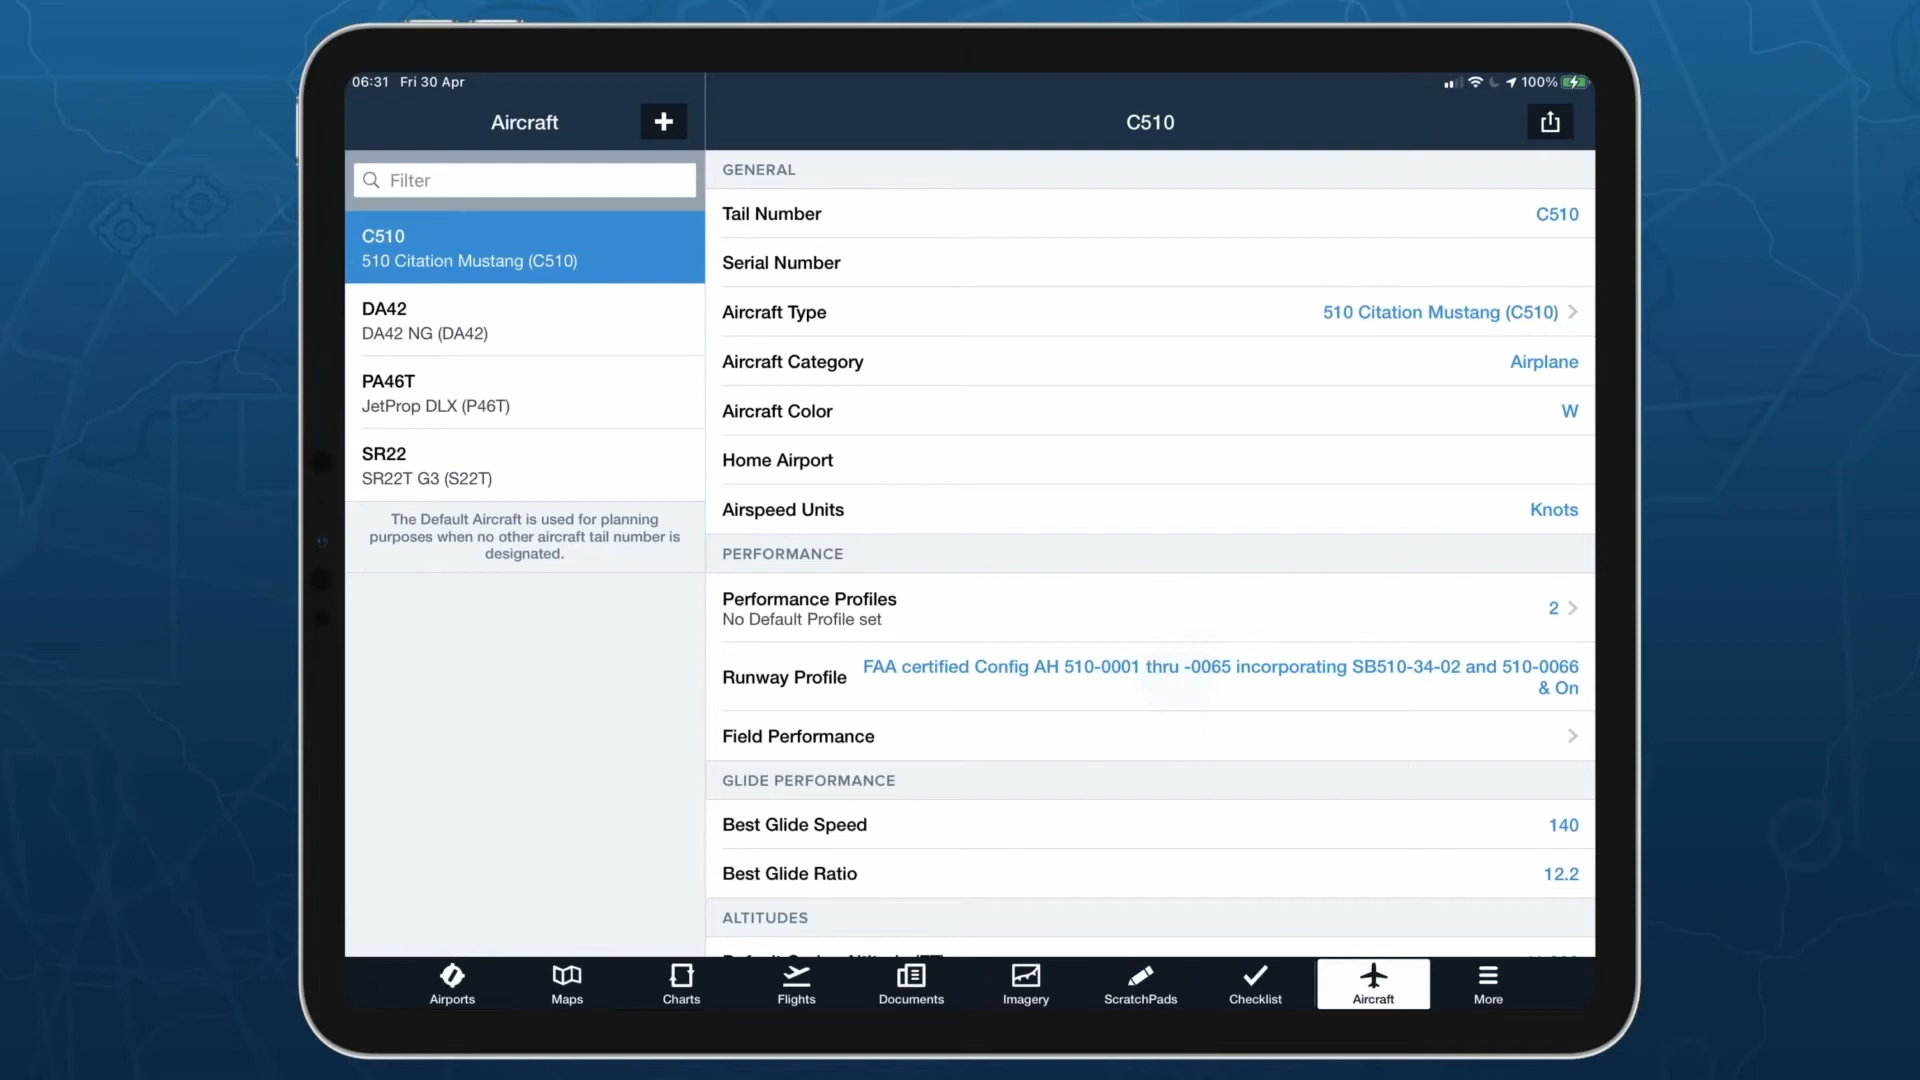 06:31 Fri 30 Apr
100%
Aircraft
C510
Filter
C510
510 Citation Mustang (C510)
DA42
DA42 NG (DA42)
PA46T
JetProp DLX (P46T)
SR22
SR22T G3 (S22T)
The Default Aircraft is used for planning
purposes when no other aircraft tail number is
designated.
GENERAL
Tail Number C510
Serial Number
Aircraft Type 510 Citation Mustang (C510)
Aircraft Category Airplane
Aircraft Color W
Home Airport
Airspeed Units Knots
PERFORMANCE
Performance Profiles 2
No Default Profile set
Runway Profile FAA certified Config AH 510-0001 thru -0065 incorporating SB510-34-02 and 510-0066
& On
Field Performance
GLIDE PERFORMANCE
Best Glide Speed 140
Best Glide Ratio 12.2
ALTITUDES
Airports Maps Charts Flights Documents Imagery ScratchPads Checklist Aircraft More